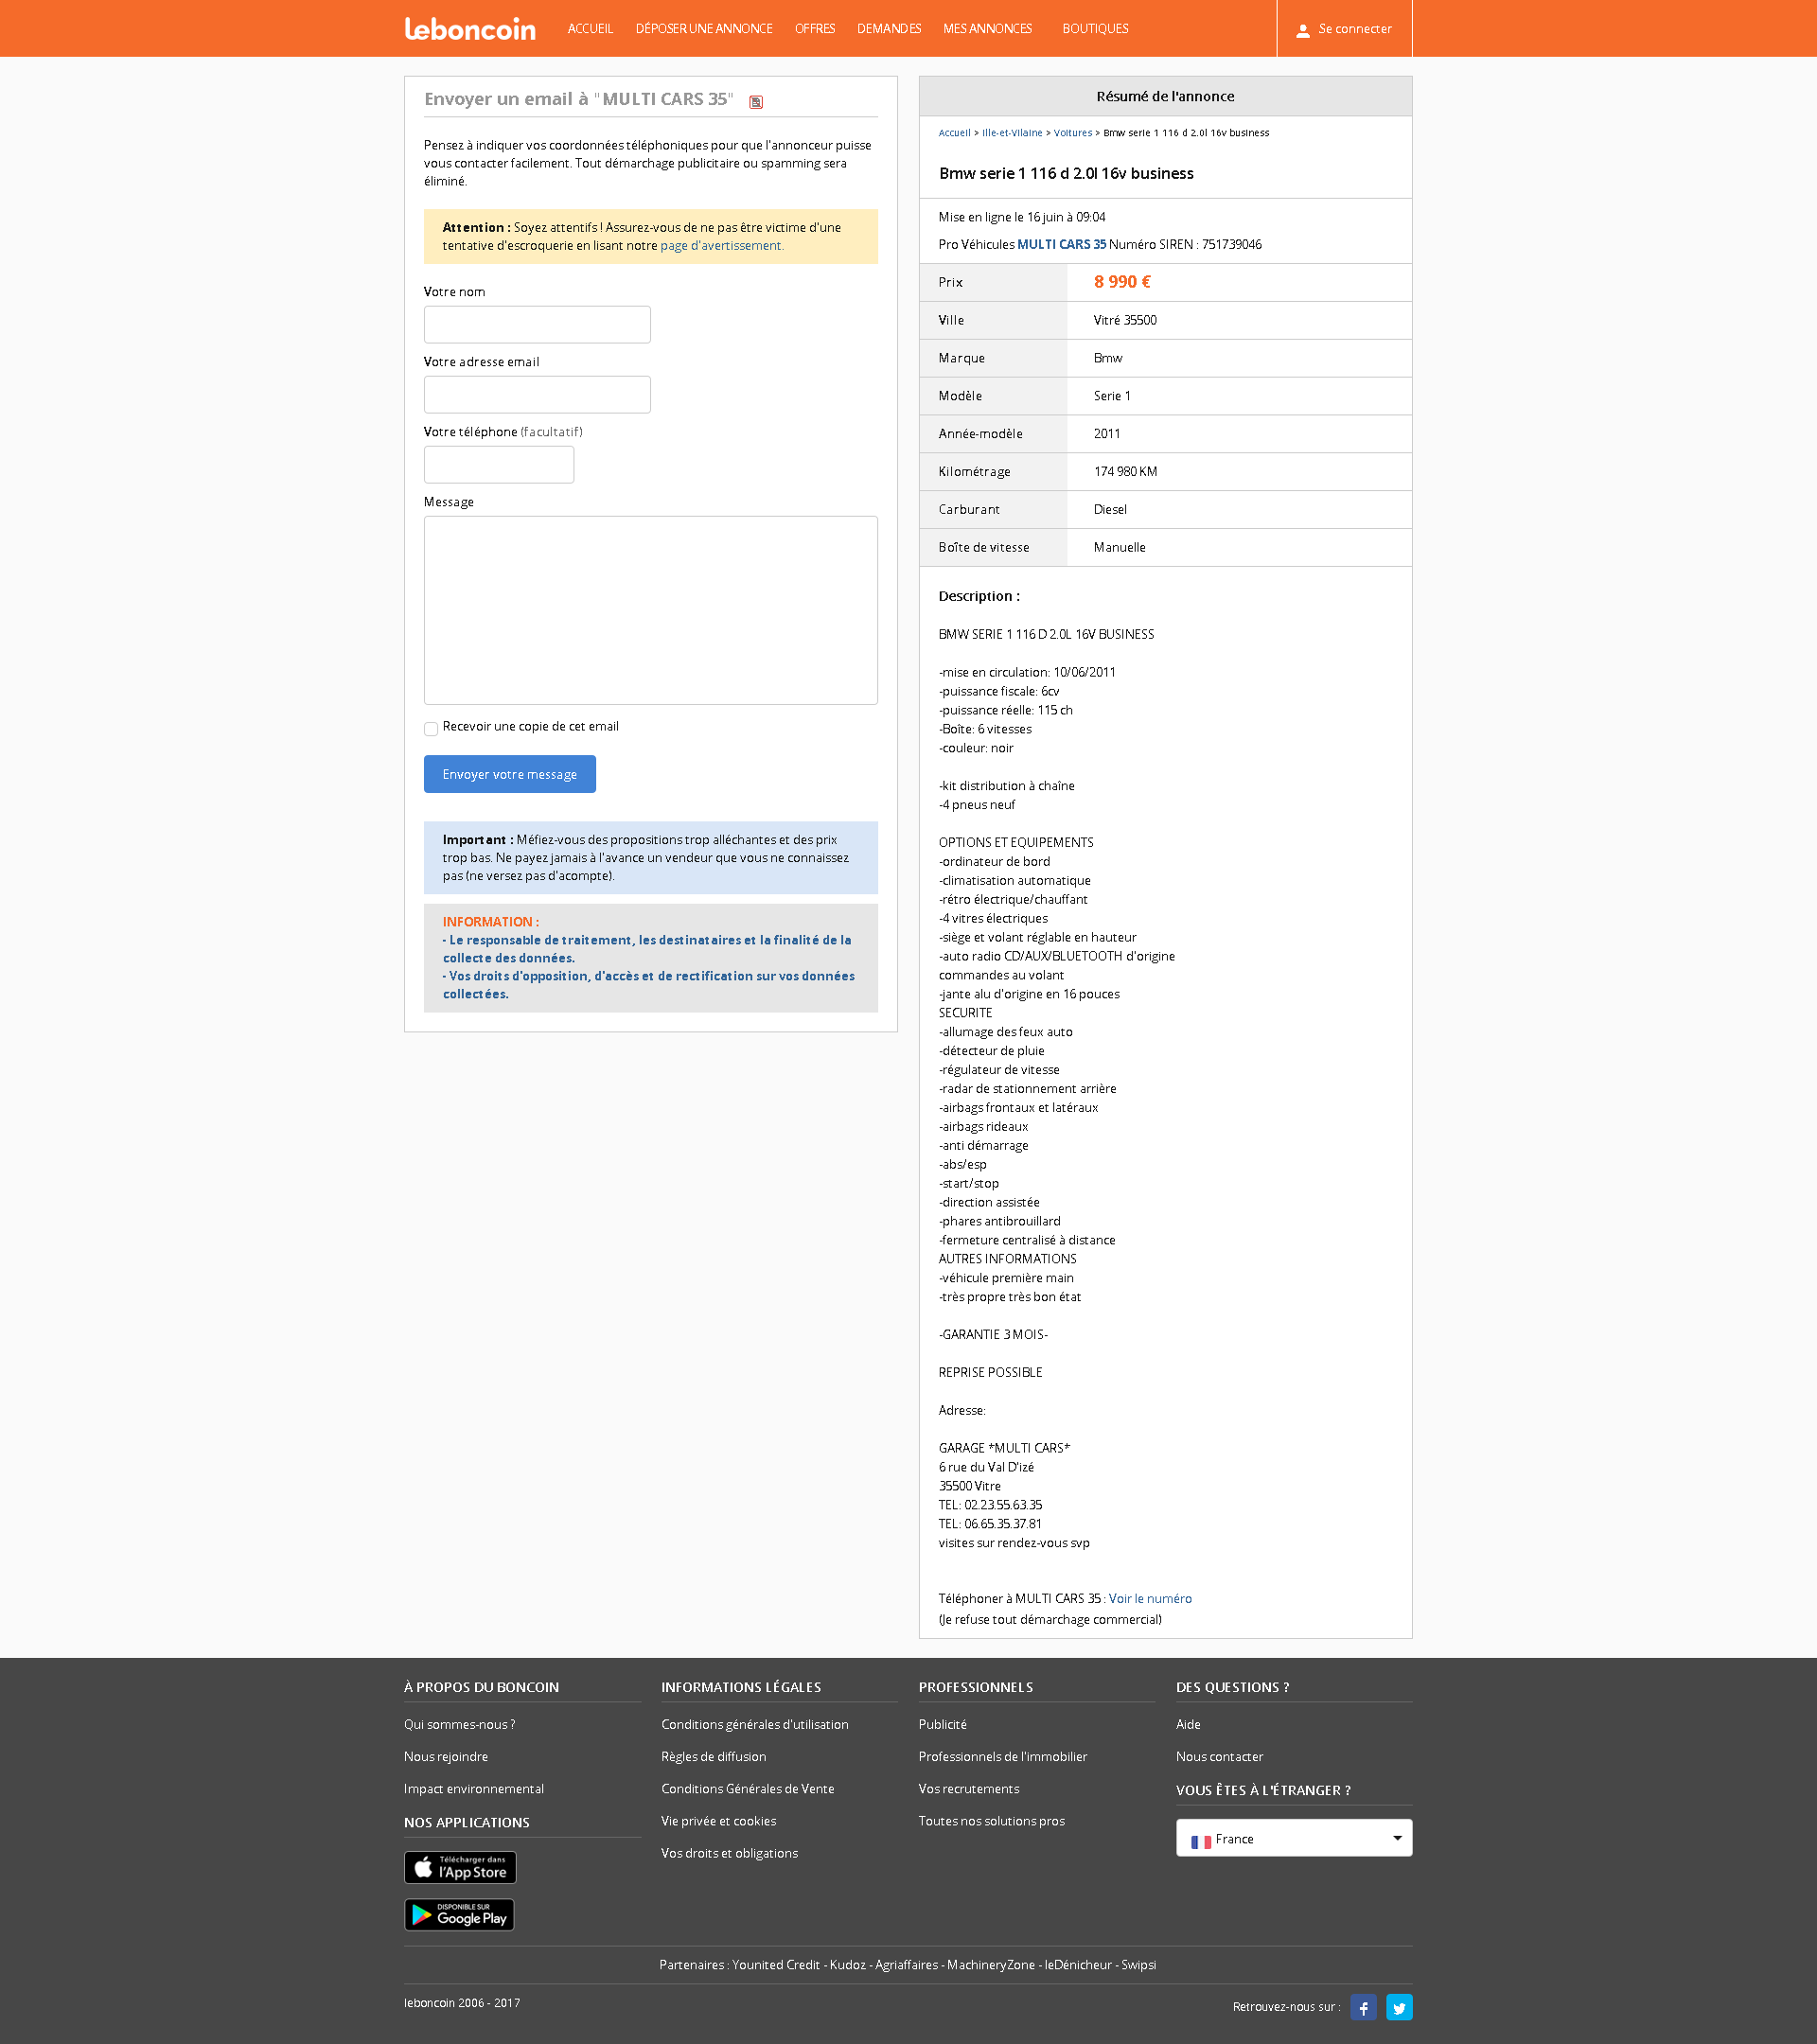 leboncoin ACCUEIL DÉPOSER UNE ANNONCE OFFRES DEMANDES MES ANNONCES BOUTIQUES Se connecter
Envoyer un email à "MULTI CARS 35"
Pensez à indiquer vos coordonnées téléphoniques pour que l'annonceur puisse
vous contacter facilement. Tout démarchage publicitaire ou spamming sera
éliminé.
Attention : Soyez attentifs ! Assurez-vous de ne pas être victime d'une
tentative d'escroquerie en lisant notre page d'avertissement.
Votre nom
Votre adresse email
Votre téléphone (facultatif)
Message
Recevoir une copie de cet email
Envoyer votre message
Important : Méfiez-vous des propositions trop alléchantes et des prix
trop bas. Ne payez jamais à l'avance un vendeur que vous ne connaissez
pas (ne versez pas d'acompte).
INFORMATION :
- Le responsable de traitement, les destinataires et la finalité de la
collecte des données.
- Vos droits d'opposition, d'accès et de rectification sur vos données
collectées.
Résumé de l'annonce
Accueil > Ille-et-Vilaine > Voitures > Bmw serie 1 116 d 2.0l 16v business
Bmw serie 1 116 d 2.0l 16v business
Mise en ligne le 16 juin à 09:04
Pro Véhicules MULTI CARS 35 Numéro SIREN : 751739046
Prix 8 990 €
Ville Vitré 35500
Marque Bmw
Modèle Serie 1
Année-modèle 2011
Kilométrage 174 980 KM
Carburant Diesel
Boîte de vitesse Manuelle
Description :
BMW SERIE 1 116 D 2.0L 16V BUSINESS
-mise en circulation: 10/06/2011
-puissance fiscale: 6cv
-puissance réelle: 115 ch
-Boîte: 6 vitesses
-couleur: noir
-kit distribution à chaîne
-4 pneus neuf
OPTIONS ET EQUIPEMENTS
-ordinateur de bord
-climatisation automatique
-rétro électrique/chauffant
-4 vitres électriques
-siège et volant réglable en hauteur
-auto radio CD/AUX/BLUETOOTH d'origine
commandes au volant
-jante alu d'origine en 16 pouces
SECURITE
-allumage des feux auto
-détecteur de pluie
-régulateur de vitesse
-radar de stationnement arrière
-airbags frontaux et latéraux
-airbags rideaux
-anti démarrage
-abs/esp
-start/stop
-direction assistée
-phares antibrouillard
-fermeture centralisé à distance
AUTRES INFORMATIONS
-véhicule première main
-très propre très bon état
-GARANTIE 3 MOIS-
REPRISE POSSIBLE
Adresse:
GARAGE *MULTI CARS*
6 rue du Val D'izé
35500 Vitre
TEL: 02.23.55.63.35
TEL: 06.65.35.37.81
visites sur rendez-vous svp
Téléphoner à MULTI CARS 35 : Voir le numéro
(Je refuse tout démarchage commercial)
À PROPOS DU BONCOIN
Qui sommes-nous ?
Nous rejoindre
Impact environnemental
NOS APPLICATIONS
Télécharger dans
l'App Store
DISPONIBLE SUR
Google Play
INFORMATIONS LÉGALES
Conditions générales d'utilisation
Règles de diffusion
Conditions Générales de Vente
Vie privée et cookies
Vos droits et obligations
PROFESSIONNELS
Publicité
Professionnels de l'immobilier
Vos recrutements
Toutes nos solutions pros
DES QUESTIONS ?
Aide
Nous contacter
VOUS ÊTES À L'ÉTRANGER ?
France
Partenaires : Younited Credit - Kudoz - Agriaffaires - MachineryZone - leDénicheur - Swipsi
leboncoin 2006 - 2017
Retrouvez-nous sur :